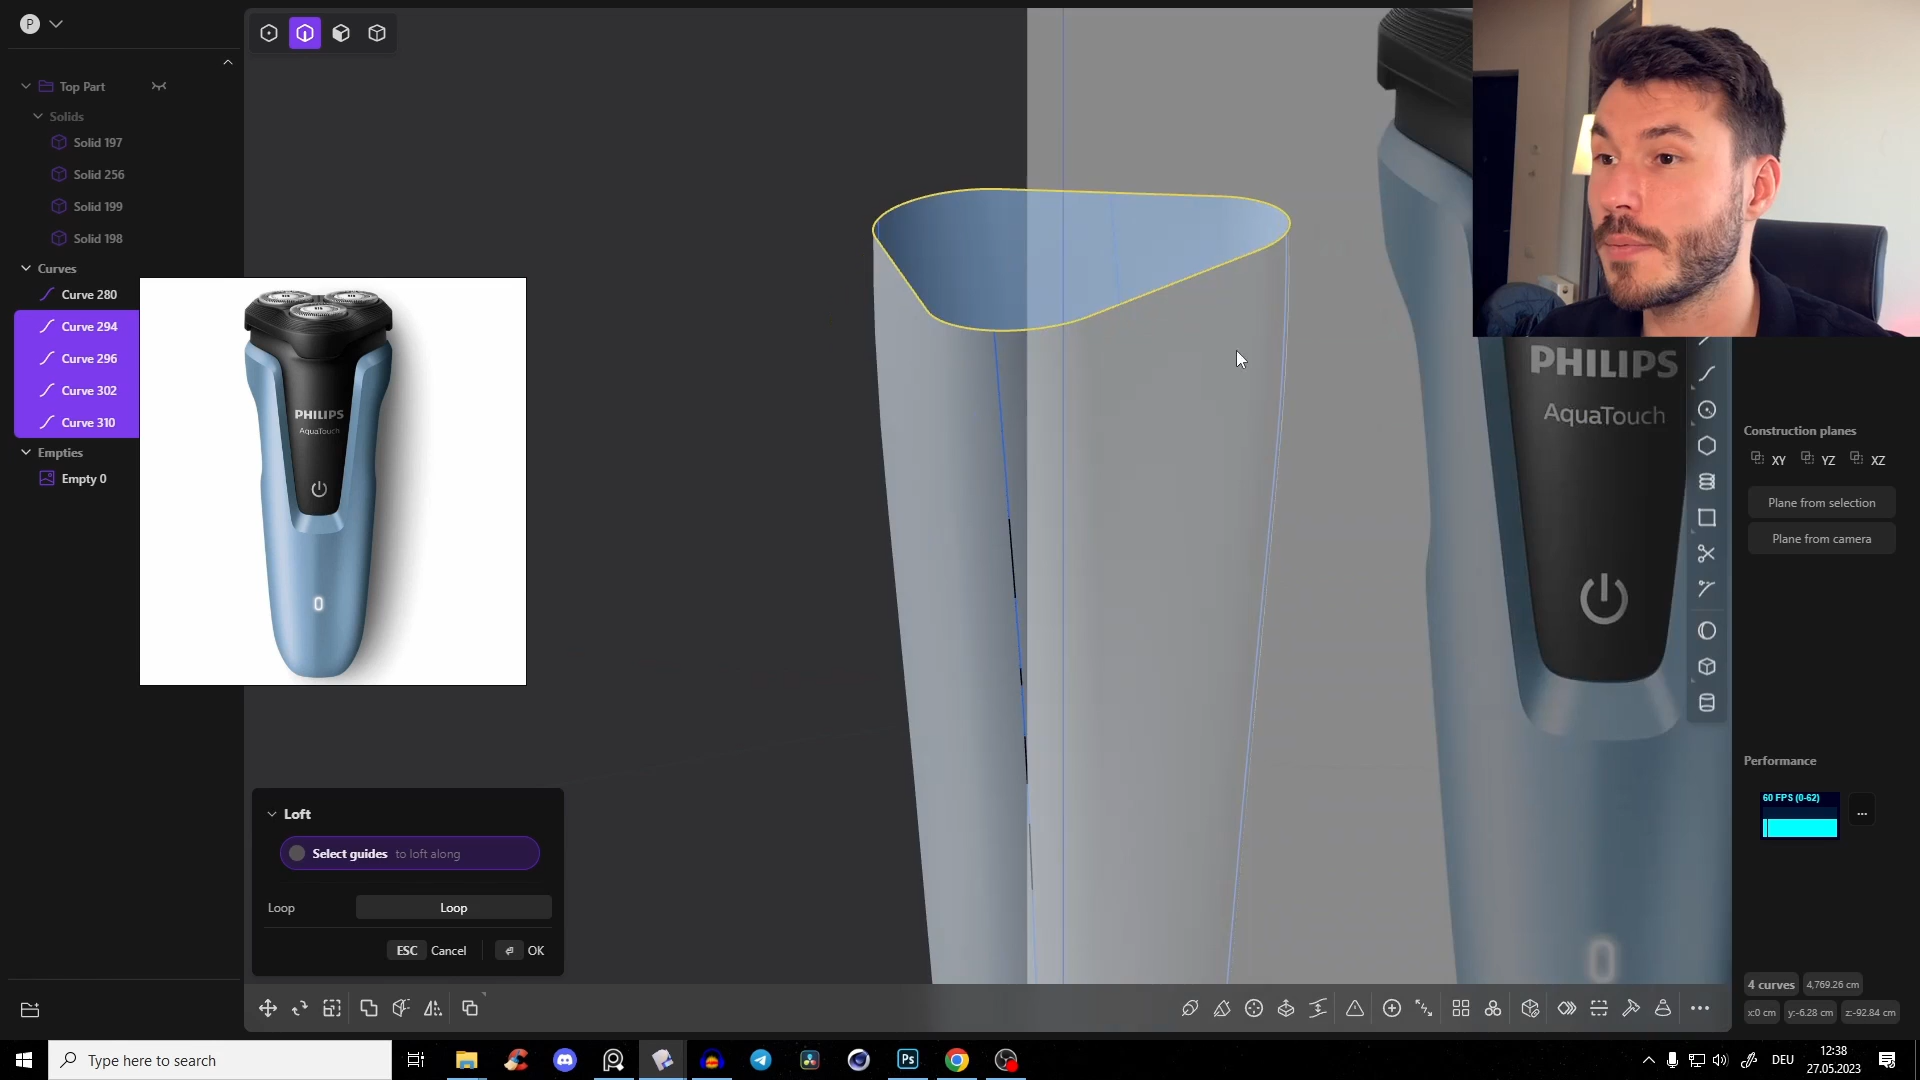 P
Top Part
Solids
Solid 197
Solid 256
Solid 199
Solid 198
Curves
Curve 280
Curve 294
Curve 296
Curve 302
Curve 310
Empties
Empty 0
PHILIPS
AquaTouch
0
PHILIPS
AquaTouch
0
Construction planes
XY YZ XZ
Plane from selection
Plane from camera
Performance
60 FPS (0-62)
...
Loft
Select guides to loft along
Loop Loop
ESC Cancel OK
4 curves 4,769.26 cm
x:0 cm y:-6.28 cm z:-92.84 cm
Type here to search
Ps
DEU
12:38
27.05.2023